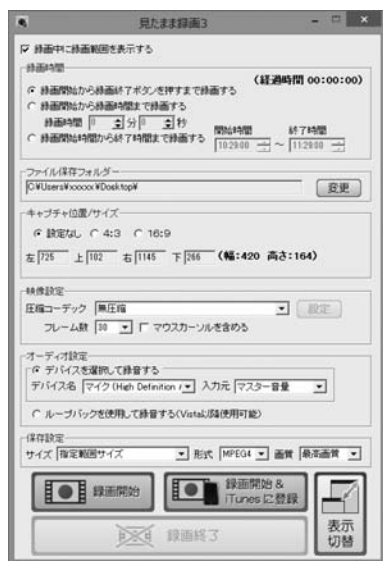 見たまま録画3
録画中に録画範囲を表示する
録画時間
(経過時間 00:00:00)
録画開始から録画終了ボタンを押すまで録画する
録画開始から録画時間まで録画する
録画時間 0 分 0 秒
開始時間 終了時間
録画開始時間から終了時間まで録画する 10:29:00 ～ 11:29:00
ファイル保存フォルダー
C:¥Users¥xxxxx¥Desktop¥ 変更
キャプチャ位置/サイズ
設定なし 4:3 16:9
左 725 上 102 右 1145 下 266 (幅:420 高さ:164)
映像設定
圧縮コーデック 無圧縮 設定
フレーム数 30 マウスカーソルを含める
オーディオ設定
デバイスを選択して録音する
デバイス名 マイク (High Definition A 入力元 マスター音量
ループバックを使用して録音する(Vista以降使用可能)
保存設定
サイズ 指定範囲サイズ 形式 MPEG4 画質 最高画質
録画開始
録画開始 &
iTunes に登録
録画終了
表示
切替